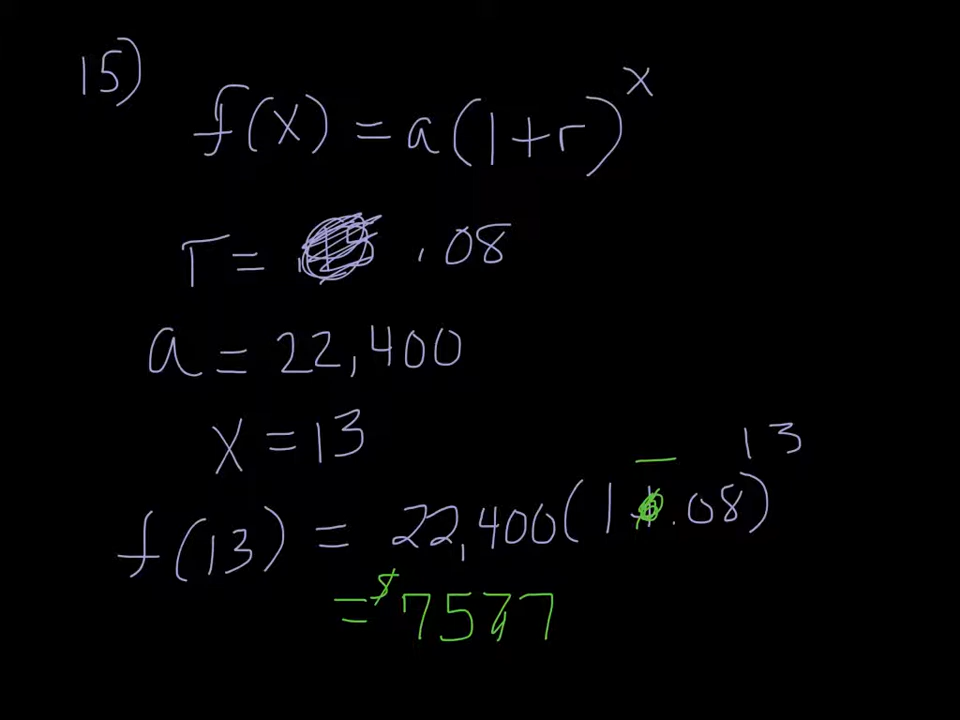 15)
f(x) = a(1+r)^x
r = .08
a = 22,400
x = 13
f(13) = 22,400(1 - .08)^13
= $7577